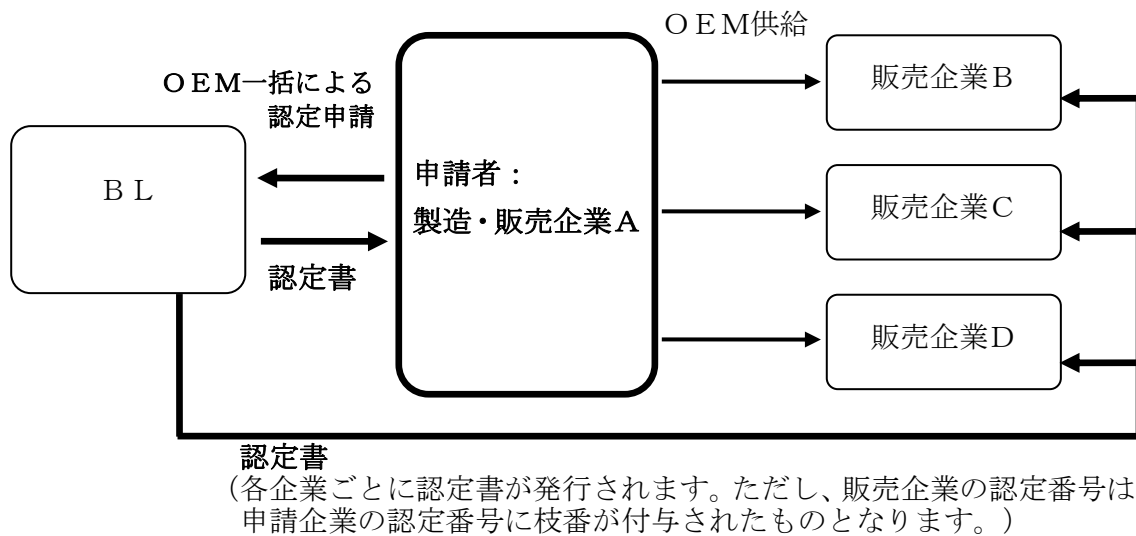 ＯＥＭ供給
ＯＥＭ一括による
認定申請
ＢＬ
申請者：
製造・販売企業Ａ
認定書
販売企業Ｂ
販売企業Ｃ
販売企業Ｄ
認定書
（各企業ごとに認定書が発行されます。ただし、販売企業の認定番号は
申請企業の認定番号に枝番が付与されたものとなります。）